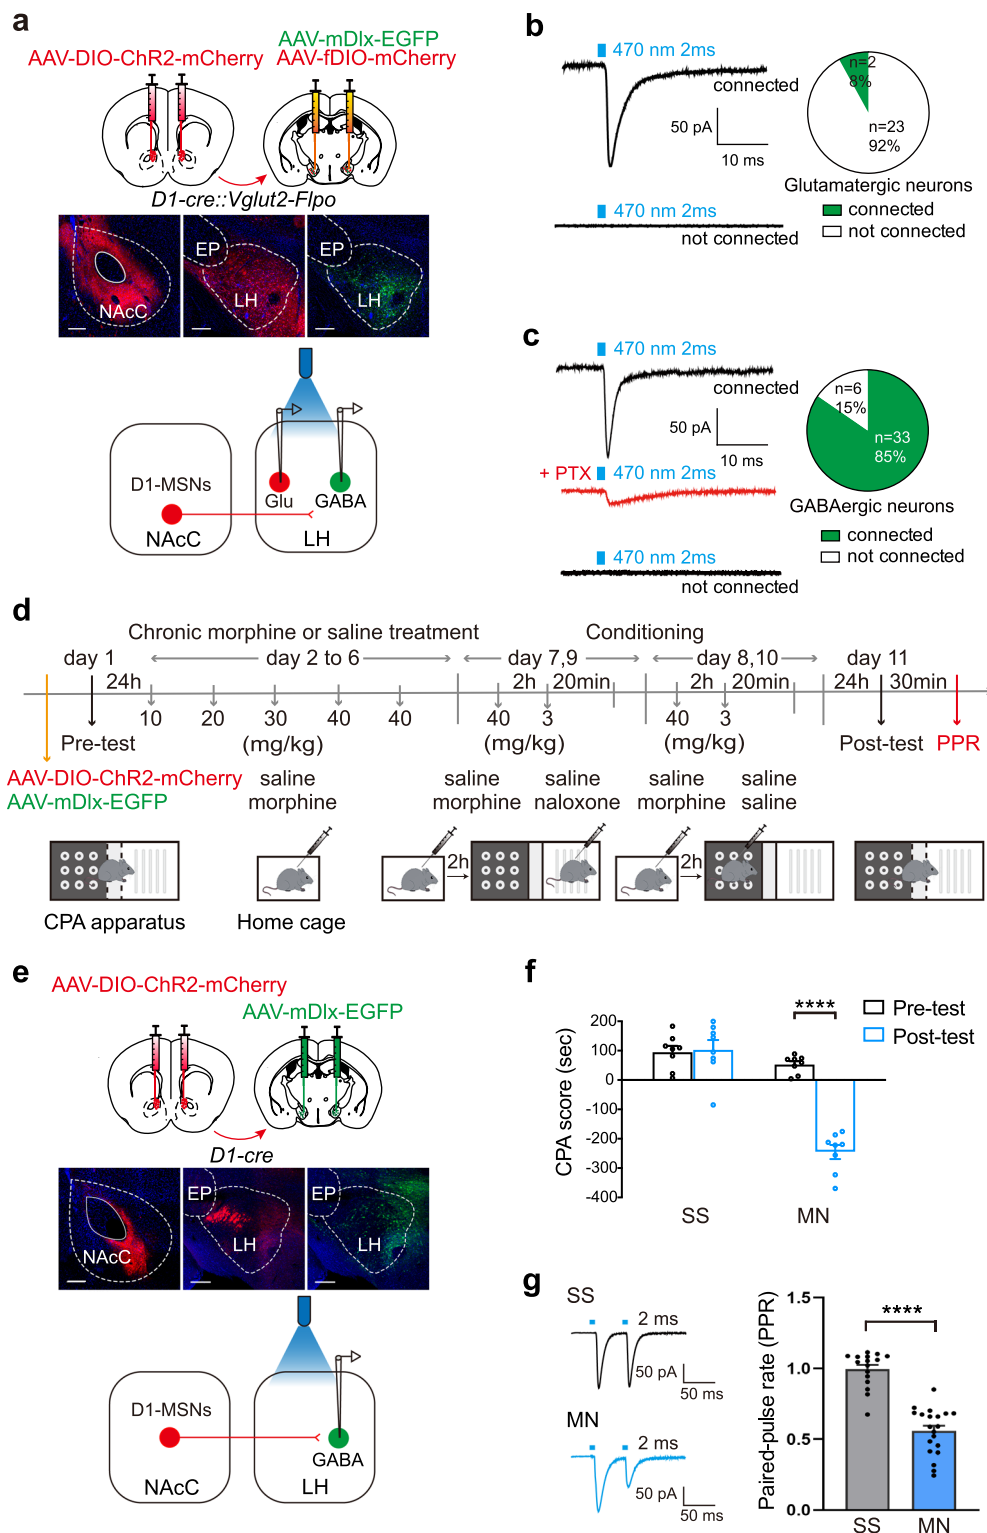 a
AAV-DIO-ChR2-mCherry
AAV-mDlx-EGFP
AAV-fDIO-mCherry
D1-cre::Vglut2-Flpo
NAcC
EP
LH
EP
LH
D1-MSNs
NAcC
Glu
GABA
LH
b
470 nm 2ms
connected
50 pA
10 ms
470 nm 2ms
not connected
n=2
8%
n=23
92%
Glutamatergic neurons
connected
not connected
c
470 nm 2ms
connected
50 pA
10 ms
+ PTX
470 nm 2ms
470 nm 2ms
not connected
n=6
15%
n=33
85%
GABAergic neurons
connected
not connected
d
Chronic morphine or saline treatment
Conditioning
day 1
day 2 to 6
day 7,9
day 8,10
day 11
24h
2h
20min
2h
20min
24h
30min
10
20
30
40
40
40
3
40
3
Pre-test
(mg/kg)
(mg/kg)
(mg/kg)
Post-test
PPR
AAV-DIO-ChR2-mCherry
AAV-mDlx-EGFP
saline
morphine
saline
morphine
saline
naloxone
saline
morphine
saline
saline
2h
2h
CPA apparatus
Home cage
e
AAV-DIO-ChR2-mCherry
AAV-mDlx-EGFP
D1-cre
NAcC
EP
LH
EP
LH
D1-MSNs
NAcC
GABA
LH
f
****
Pre-test
Post-test
CPA score (sec)
200
100
0
-100
-200
-300
-400
SS
MN
g
SS
2 ms
50 pA
50 ms
MN
2 ms
50 pA
50 ms
Paired-pulse rate (PPR)
1.5
1.0
0.5
0.0
****
SS
MN